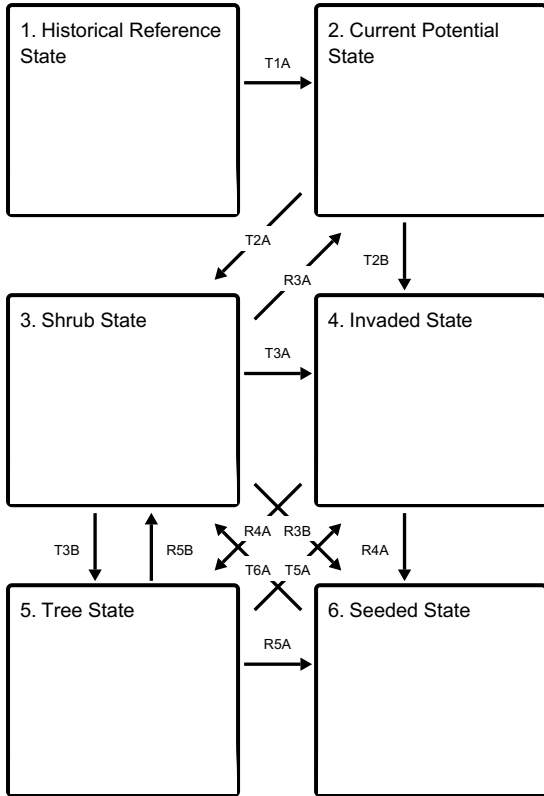 1. Historical Reference
State
2. Current Potential
State
T1A
T2A
R3A
T2B
3. Shrub State
4. Invaded State
T3A
R4A
R3B
T3B
R5B
T6A
T5A
R4A
5. Tree State
6. Seeded State
R5A